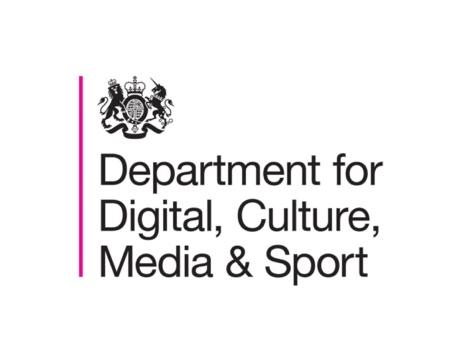 Department for
Digital, Culture,
Media & Sport